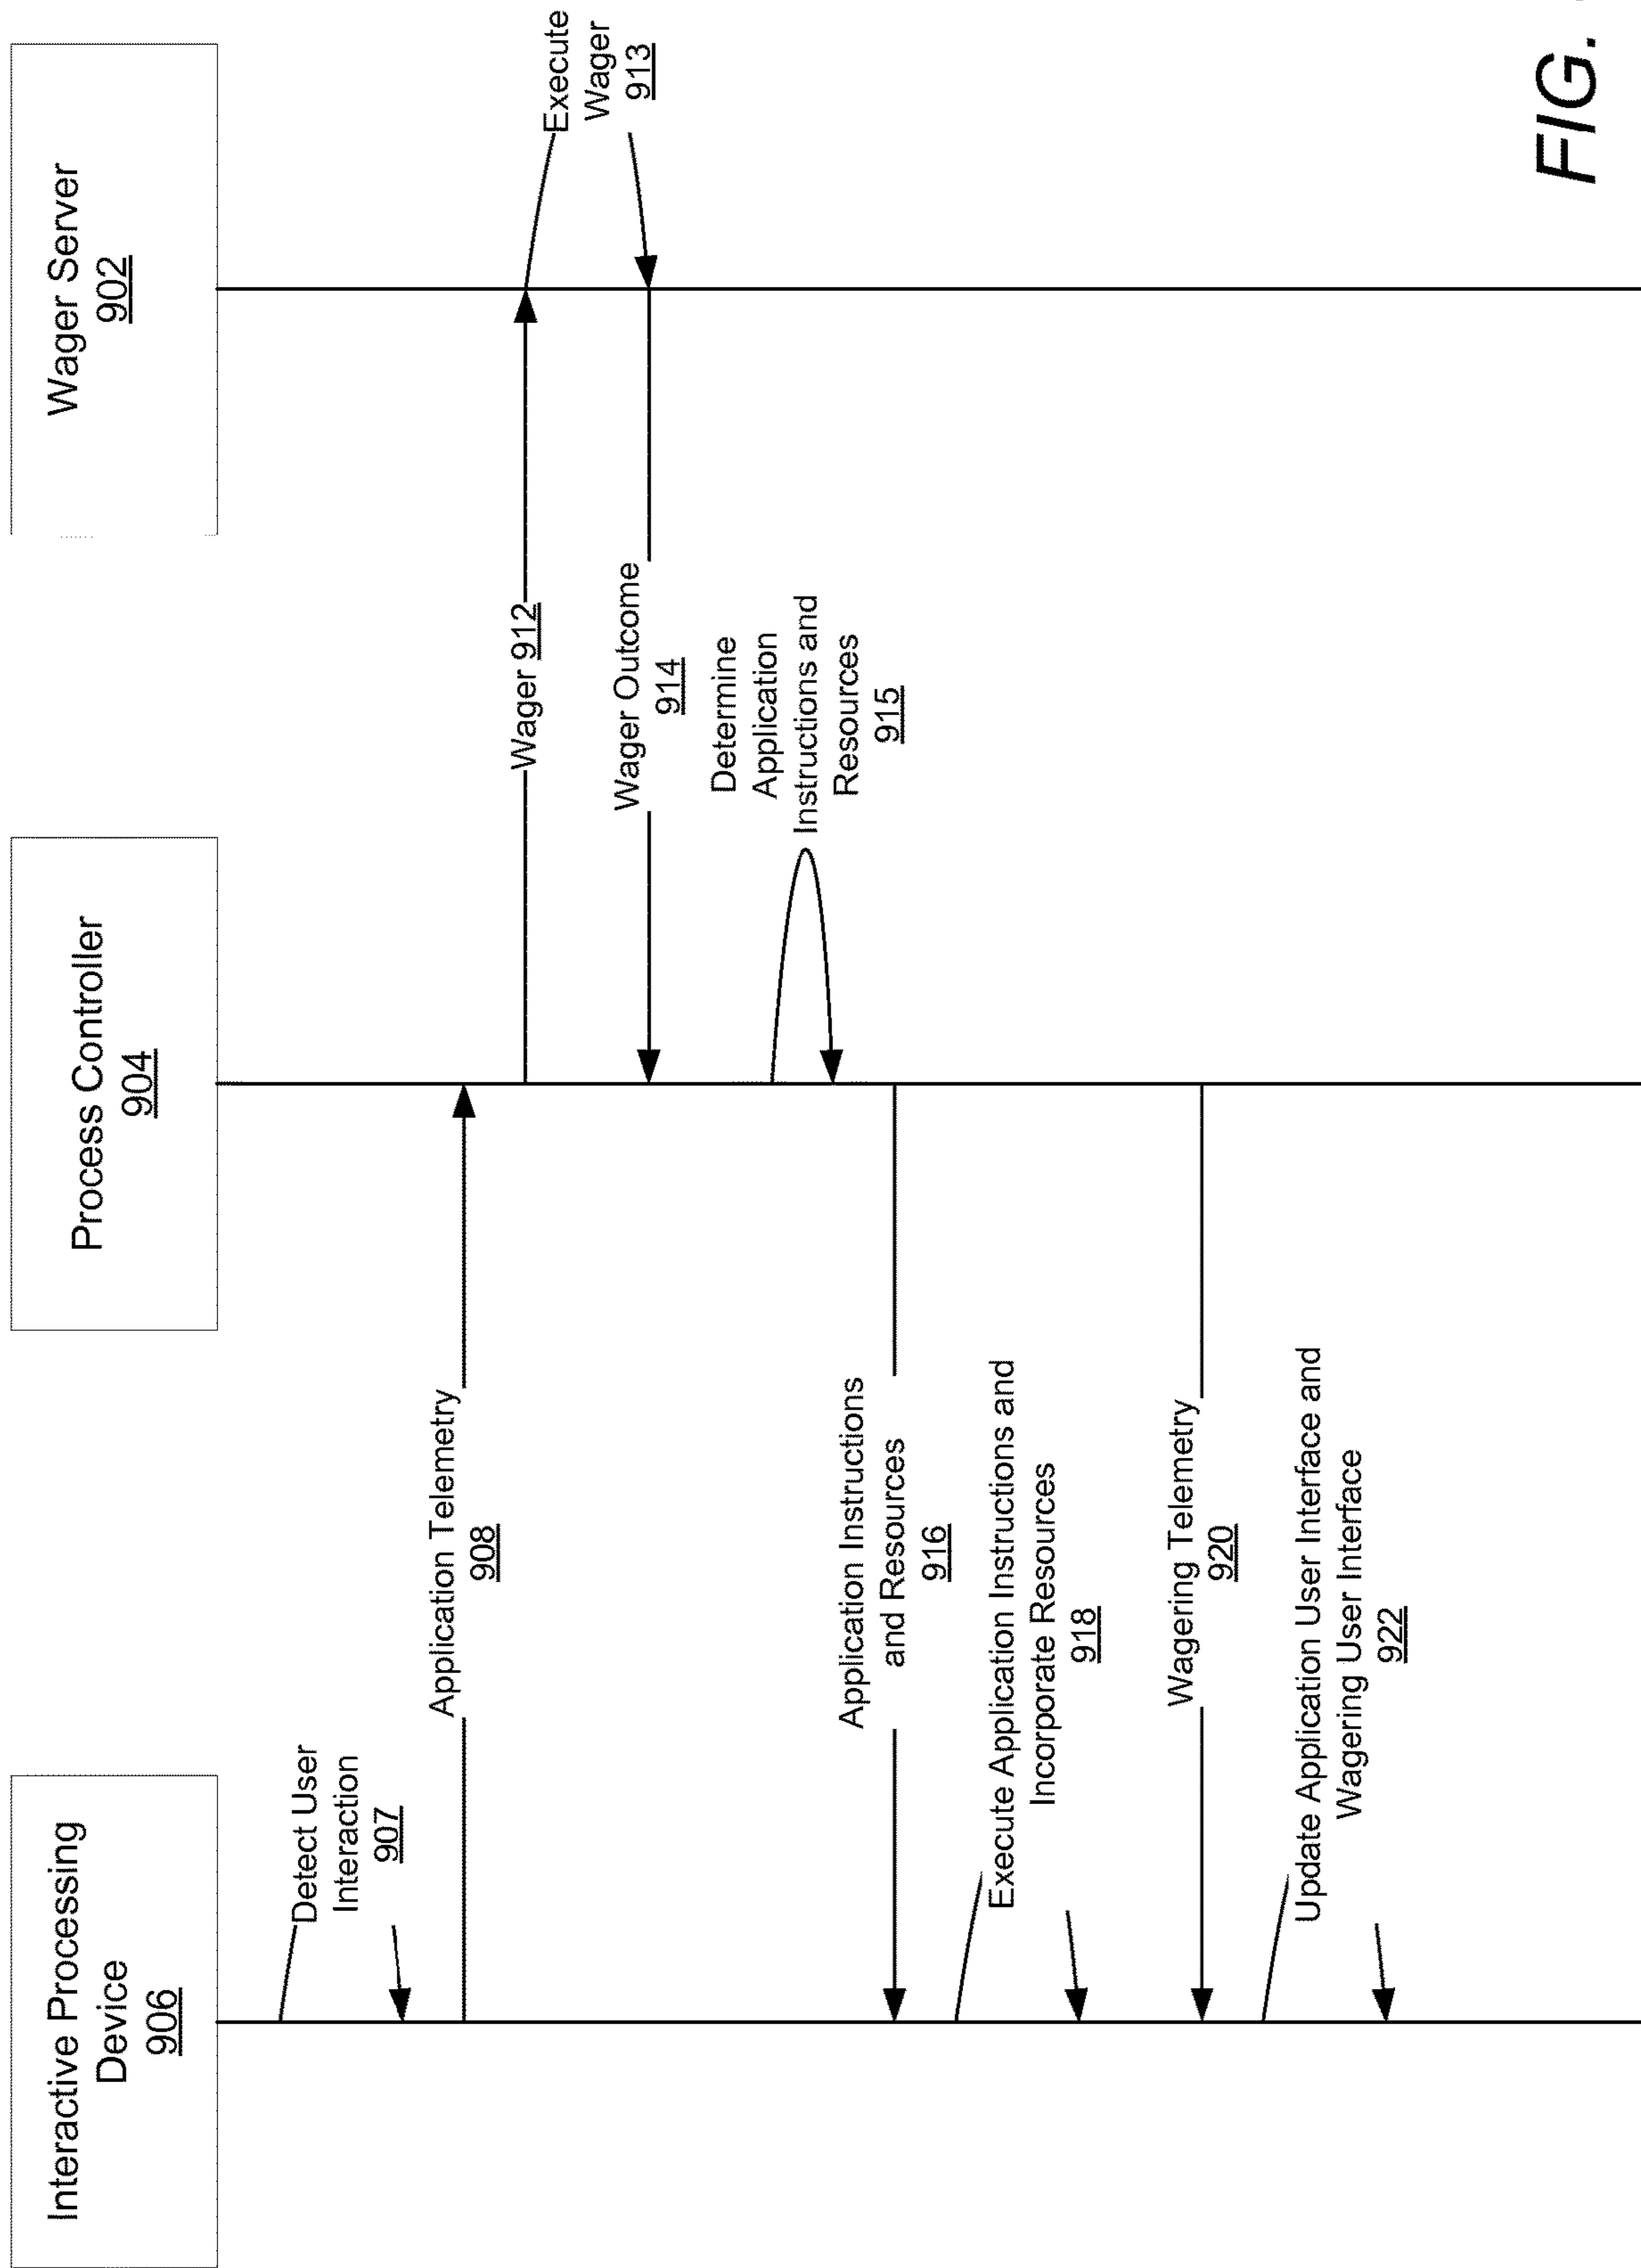 Interactive Processing
Device
906
Process Controller
904
Wager Server
902
Detect User
Interaction
907
Application Telemetry
908
Wager 912
Execute
Wager
913
Wager Outcome
914
Determine
Application
Instructions and
Resources
915
Application Instructions
and Resources
916
Execute Application Instructions and
Incorporate Resources
918
Wagering Telemetry
920
Update Application User Interface and
Wagering User Interface
922
FIG.